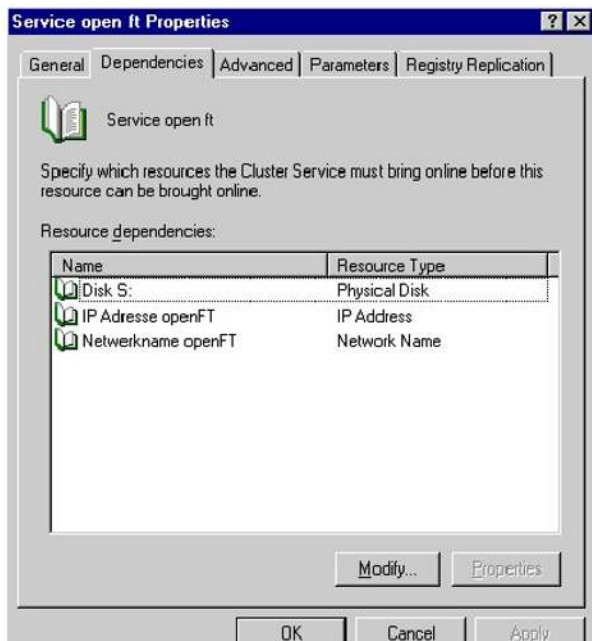 Service open ft Properties
General Dependencies Advanced Parameters Registry Replication
Service open ft
Specify which resources the Cluster Service must bring online before this
resource can be brought online.
Resource dependencies:
Name Resource Type
Disk S: Physical Disk
IP Adresse openFT IP Address
Netwerkname openFT Network Name
Modify... Properties
OK Cancel Apply